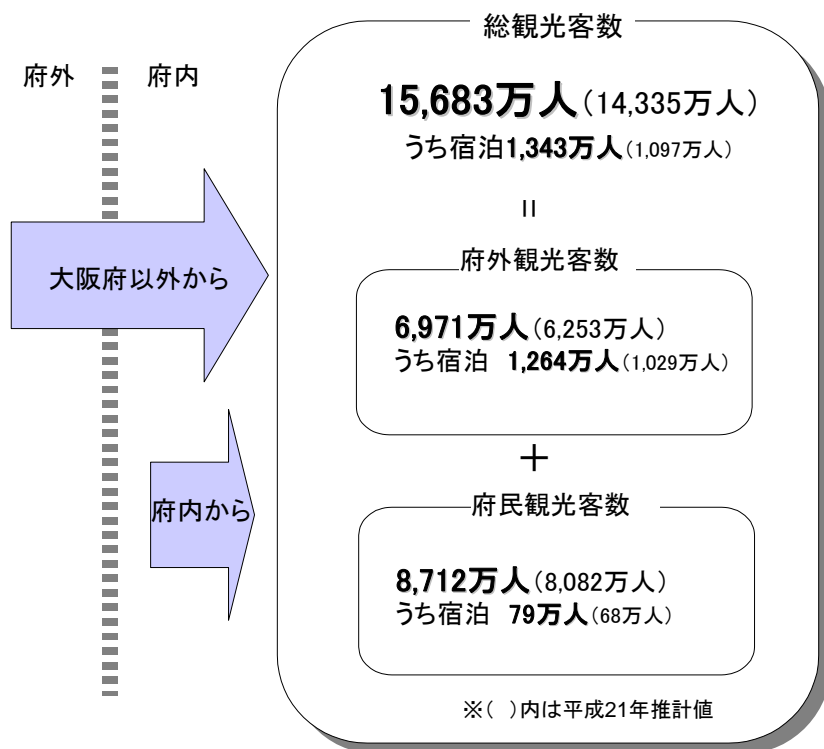 総観光客数
府外
府内
15,683万人(14,335万人)
うち宿泊1,343万人(1,097万人)
=
大阪府以外から
府外観光客数
6,971万人(6,253万人)
うち宿泊 1,264万人(1,029万人)
+
府内から
府民観光客数
8,712万人(8,082万人)
うち宿泊 79万人(68万人)
※( )内は平成21年推計値